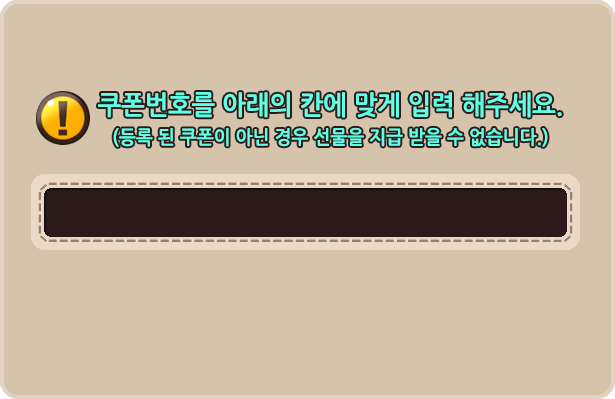 쿠폰번호를 아래의 칸에 맞게 입력 해주세요.
(등록 된 쿠폰이 아닌 경우 선물을 지급 받을 수 없습니다.)